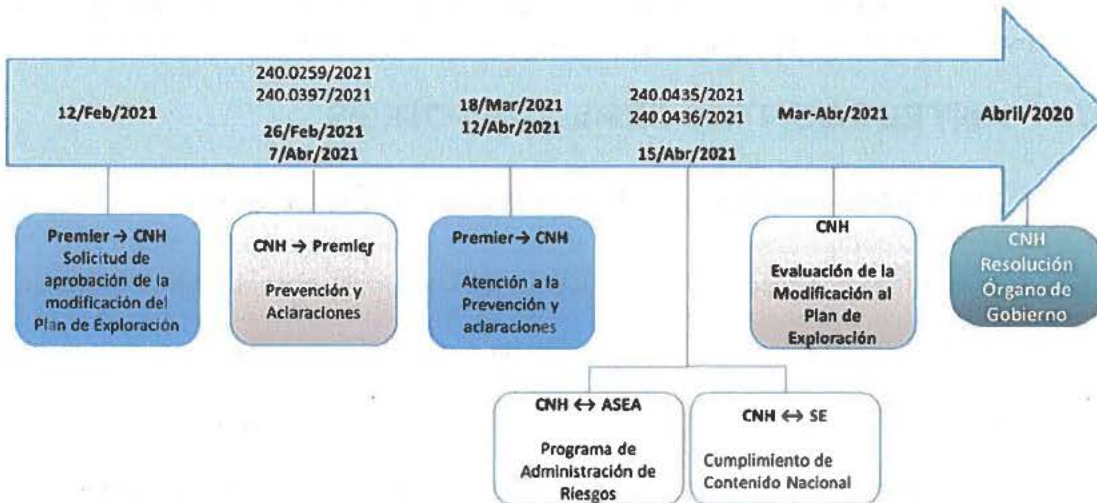 12/Feb/2021
240.0259/2021
240.0397/2021
26/Feb/2021
7/Abr/2021
18/Mar/2021
12/Abr/2021
240.0435/2021
240.0436/2021
15/Abr/2021
Mar-Abr/2021
Abril/2020
Premier → CNH
Solicitud de
aprobación de la
modificación del
Plan de Exploración
CNH → Premier
Prevención y
Aclaraciones
Premier → CNH
Atención a la
Prevención y
aclaraciones
CNH
Evaluación de la
Modificación al
Plan de
Exploración
CNH
Resolución
Órgano de
Gobierno
CNH ↔ ASEA
Programa de
Administración de
Riesgos
CNH ↔ SE
Cumplimiento de
Contenido Nacional